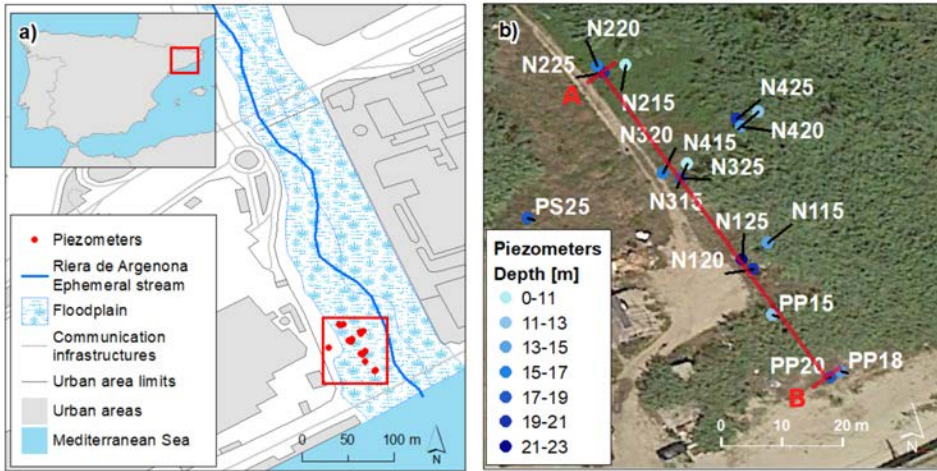 a)
Piezometers
Riera de Argenona
Ephemeral stream
Floodplain
Communication
infrastructures
Urban area limits
Urban areas
Mediterranean Sea
0 50 100 m
N
b)
N220
N225
A
N215
N425
N420
N320
N415
N325
N315
PS25
N125
N115
N120
PP15
PP20
PP18
B
Piezometers
Depth [m]
0-11
11-13
13-15
15-17
17-19
19-21
21-23
0 10 20 m
N